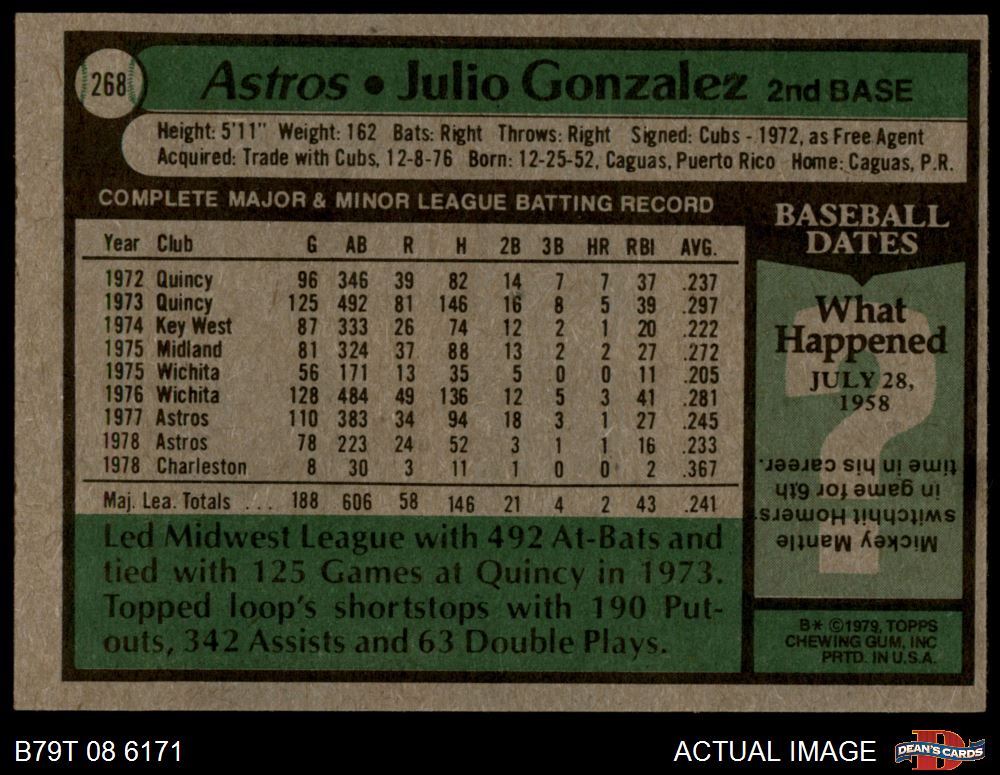 268
Astros • Julio Gonzalez 2nd BASE
Height: 5'11" Weight: 162 Bats: Right Throws: Right Signed: Cubs - 1972, as Free Agent
Acquired: Trade with Cubs, 12-8-76 Born: 12-25-52, Caguas, Puerto Rico Home: Caguas, P.R.
COMPLETE MAJOR & MINOR LEAGUE BATTING RECORD
Year Club G AB R H 2B 3B HR RBI AVG.
1972 Quincy 96 346 39 82 14 7 7 37 .237
1973 Quincy 125 492 81 146 16 8 5 39 .297
1974 Key West 87 333 26 74 12 2 1 20 .222
1975 Midland 81 324 37 88 13 2 2 27 .272
1975 Wichita 56 171 13 35 5 0 0 11 .205
1976 Wichita 128 484 49 136 12 5 3 41 .281
1977 Astros 110 383 34 94 18 3 1 27 .245
1978 Astros 78 223 24 52 3 1 1 16 .233
1978 Charleston 8 30 3 11 1 0 0 2 .367
Maj. Lea. Totals ... 188 606 58 146 21 4 2 43 .241
Led Midwest League with 492 At-Bats and
tied with 125 Games at Quincy in 1973.
Topped loop's shortstops with 190 Put-
outs, 342 Assists and 63 Double Plays.
BASEBALL
DATES
What
Happened
JULY 28,
1958
?
Mickey Mantle
switchhit Homers
in game for 6th
time in his career.
B* ©1979, TOPPS
CHEWING GUM, INC
PRTD. IN U.S.A.
B79T 08 6171
ACTUAL IMAGE
D
DEAN'S CARDS